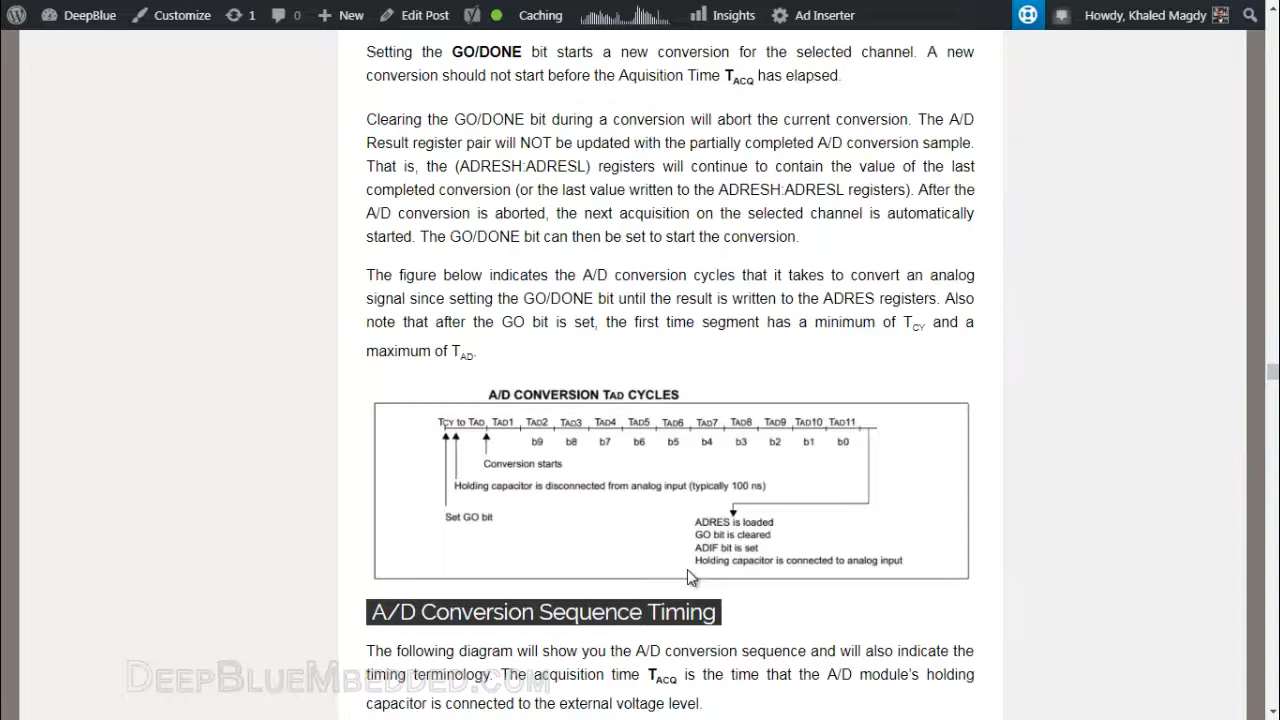 DeepBlue Customize 1 0 New Edit Post Caching Insights Ad Inserter Howdy, Khaled Magdy
Setting the GO/DONE bit starts a new conversion for the selected channel. A new
conversion should not start before the Aquisition Time TACQ has elapsed.
Clearing the GO/DONE bit during a conversion will abort the current conversion. The A/D
Result register pair will NOT be updated with the partially completed A/D conversion sample.
That is, the (ADRESH:ADRESL) registers will continue to contain the value of the last
completed conversion (or the last value written to the ADRESH:ADRESL registers). After the
A/D conversion is aborted, the next acquisition on the selected channel is automatically
started. The GO/DONE bit can then be set to start the conversion.
The figure below indicates the A/D conversion cycles that it takes to convert an analog
signal since setting the GO/DONE bit until the result is written to the ADRES registers. Also
note that after the GO bit is set, the first time segment has a minimum of TCY and a
maximum of TAD.
A/D CONVERSION TAD CYCLES
TCY to TAD TAD1 TAD2 TAD3 TAD4 TAD5 TAD6 TAD7 TAD8 TAD9 TAD10 TAD11
b9 b8 b7 b6 b5 b4 b3 b2 b1 b0
Conversion starts
Holding capacitor is disconnected from analog input (typically 100 ns)
Set GO bit
ADRES is loaded
GO bit is cleared
ADIF bit is set
Holding capacitor is connected to analog input
A/D Conversion Sequence Timing
The following diagram will show you the A/D conversion sequence and will also indicate the
timing terminology. The acquisition time TACQ is the time that the A/D module's holding
capacitor is connected to the external voltage level.
DEEPBLUEMBEDDED.COM